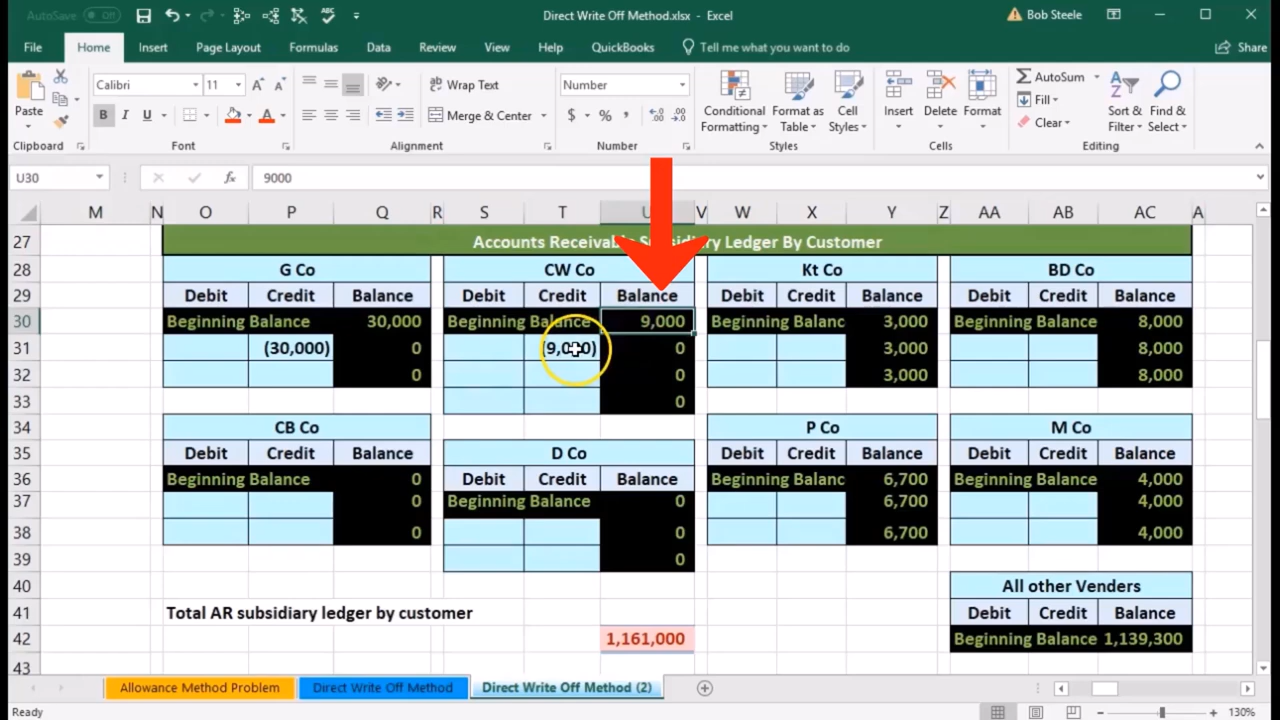 AutoSave Off Direct Write Off Method.xlsx - Excel Bob Steele
File Home Insert Page Layout Formulas Data Review View Help QuickBooks Tell me what you want to do Share
Calibri 11 Wrap Text Number AutoSum
Paste Fill
B I U Merge & Center $ % , Conditional Formatting Format as Table Cell Styles Insert Delete Format Clear Sort & Filter Find & Select
Clipboard Font Alignment Number Styles Cells Editing
U30 fx 9000
M N O P Q R S T U V W X Y Z AA AB AC A
27 Accounts Receivable Subsidiary Ledger By Customer
28 G Co CW Co Kt Co BD Co
29 Debit Credit Balance Debit Credit Balance Debit Credit Balance Debit Credit Balance
30 Beginning Balance 30,000 Beginning Balance 9,000 Beginning Balanc 3,000 Beginning Balance 8,000
31 (30,000) 0 (9,000) 0 3,000 8,000
32 0 0 3,000 8,000
33 0
34 CB Co P Co M Co
35 Debit Credit Balance D Co Debit Credit Balance Debit Credit Balance
36 Beginning Balance 0 Debit Credit Balance Beginning Balanc 6,700 Beginning Balance 4,000
37 Beginning Balance 0 6,700 4,000
38 0 0 6,700 4,000
39 0
40 All other Venders
41 Total AR subsidiary ledger by customer Debit Credit Balance
42 1,161,000 Beginning Balance 1,139,300
43
Allowance Method Problem Direct Write Off Method Direct Write Off Method (2)
Ready 130%